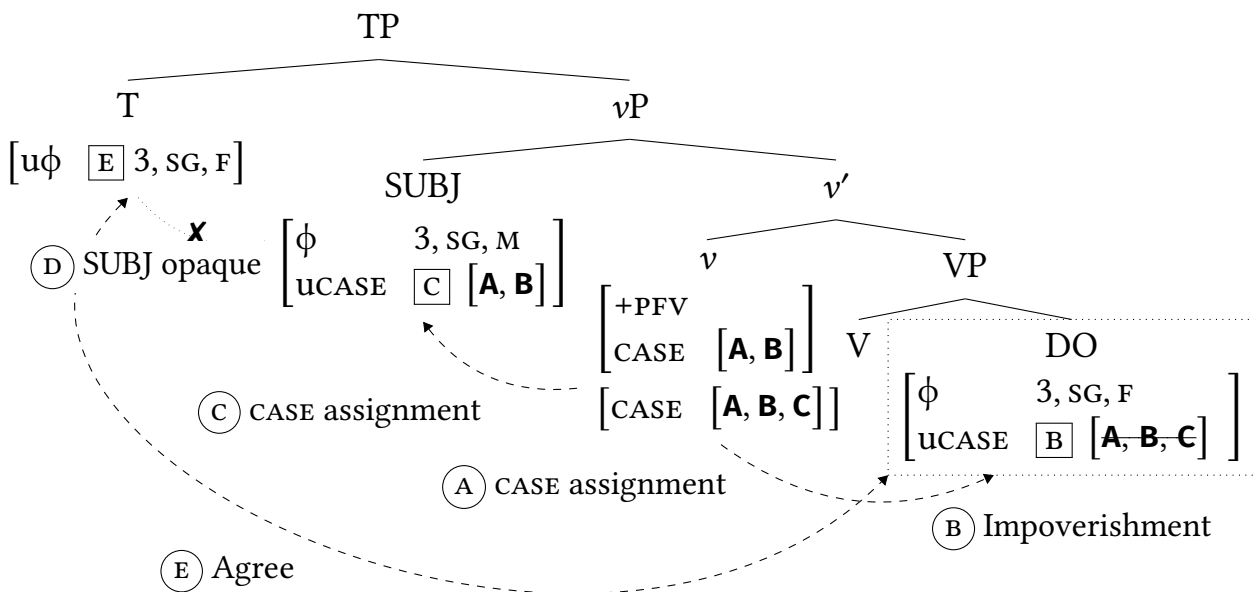 TP
T
vP
[uϕ E 3, SG, F]
SUBJ
v′
✗
[ϕ 3, SG, M
uCASE C [A, B]]
D SUBJ opaque
v
VP
[+PFV
CASE [A, B]]
V
DO
[CASE [A, B, C]]
[ϕ 3, SG, F
uCASE B [A, B, C]]
C CASE assignment
A CASE assignment
B Impoverishment
E Agree